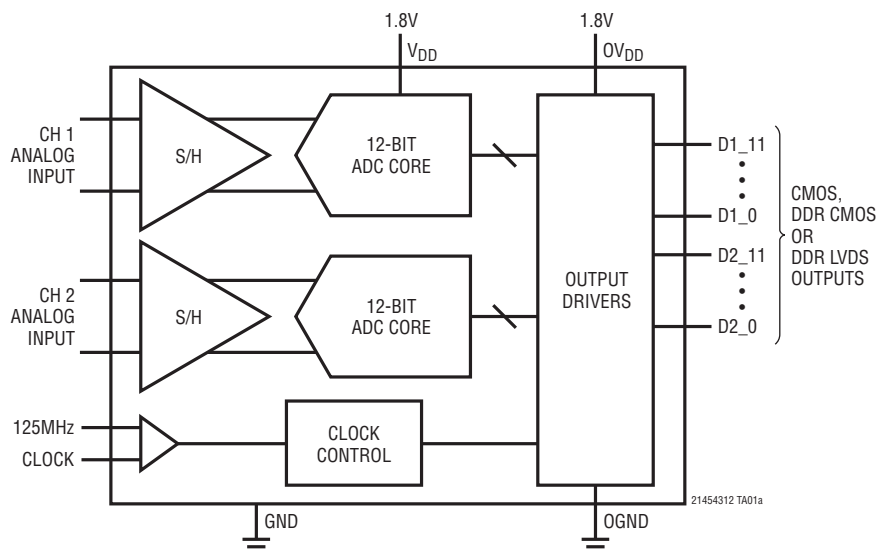 1.8V
1.8V
VDD
OVDD
CH 1
ANALOG
INPUT
S/H
12-BIT
ADC CORE
D1_11
D1_0
CMOS,
DDR CMOS
OR
DDR LVDS
OUTPUTS
D2_11
D2_0
OUTPUT
DRIVERS
CH 2
ANALOG
INPUT
S/H
12-BIT
ADC CORE
125MHz
CLOCK
CLOCK
CONTROL
21454312 TA01a
GND
OGND